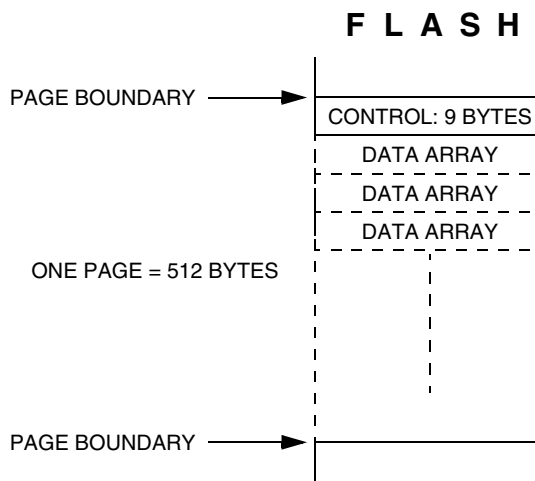 F L A S H
PAGE BOUNDARY
CONTROL: 9 BYTES
DATA ARRAY
DATA ARRAY
DATA ARRAY
ONE PAGE = 512 BYTES
PAGE BOUNDARY